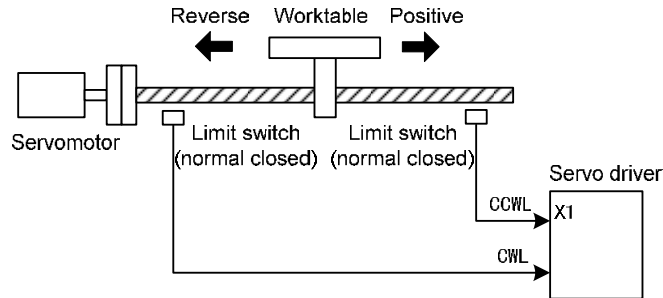 Reverse
Worktable
Positive
Servomotor
Limit switch
(normal closed)
Limit switch
(normal closed)
Servo driver
CCWL
X1
CWL